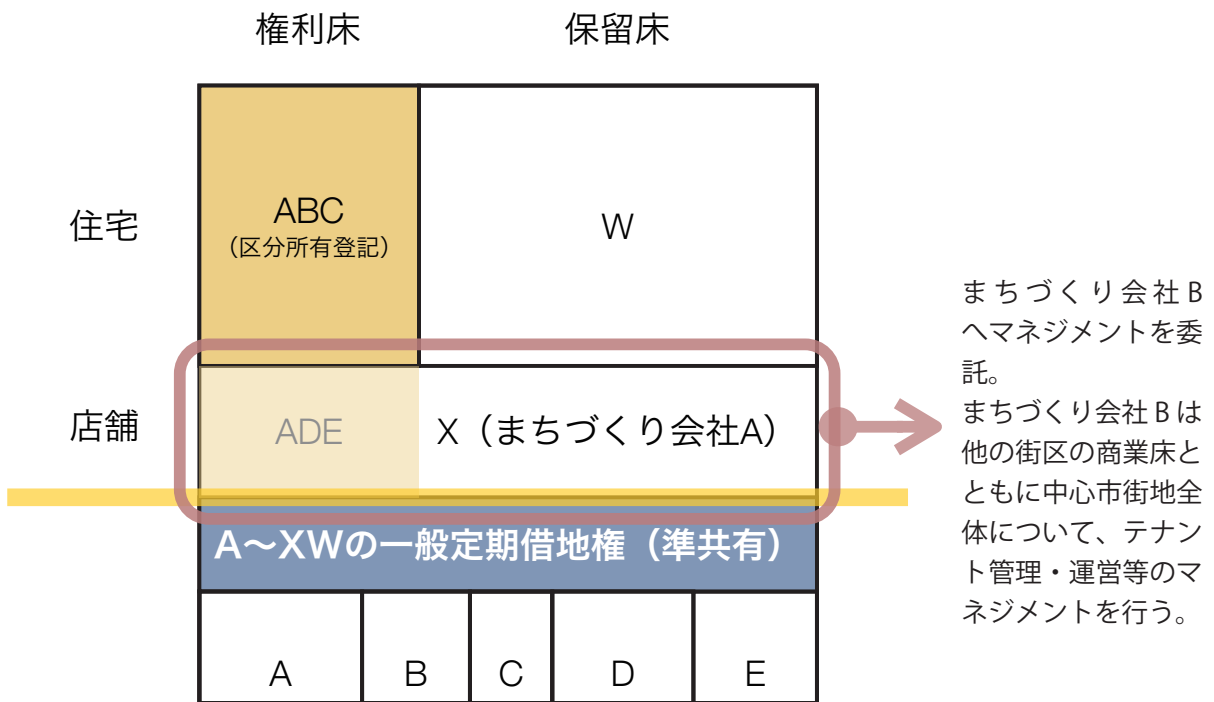 権利床
保留床
住宅
ABC
（区分所有登記）
W
店舗
ADE
X（まちづくり会社A）
A〜XWの一般定期借地権（準共有）
A
B
C
D
E
まちづくり会社B
へマネジメントを委
託。
まちづくり会社Bは
他の街区の商業床と
ともに中心市街地全
体について、テナン
ト管理・運営等のマ
ネジメントを行う。